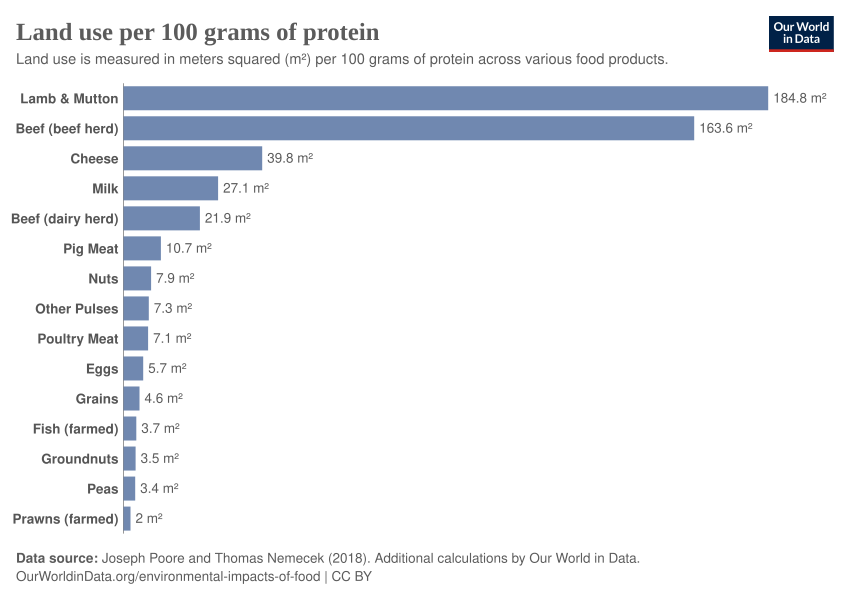 Land use per 100 grams of protein
Our World
in Data
Land use is measured in meters squared (m²) per 100 grams of protein across various food products.
Lamb & Mutton 184.8 m²
Beef (beef herd) 163.6 m²
Cheese 39.8 m²
Milk 27.1 m²
Beef (dairy herd) 21.9 m²
Pig Meat 10.7 m²
Nuts 7.9 m²
Other Pulses 7.3 m²
Poultry Meat 7.1 m²
Eggs 5.7 m²
Grains 4.6 m²
Fish (farmed) 3.7 m²
Groundnuts 3.5 m²
Peas 3.4 m²
Prawns (farmed) 2 m²
Data source: Joseph Poore and Thomas Nemecek (2018). Additional calculations by Our World in Data.
OurWorldinData.org/environmental-impacts-of-food | CC BY